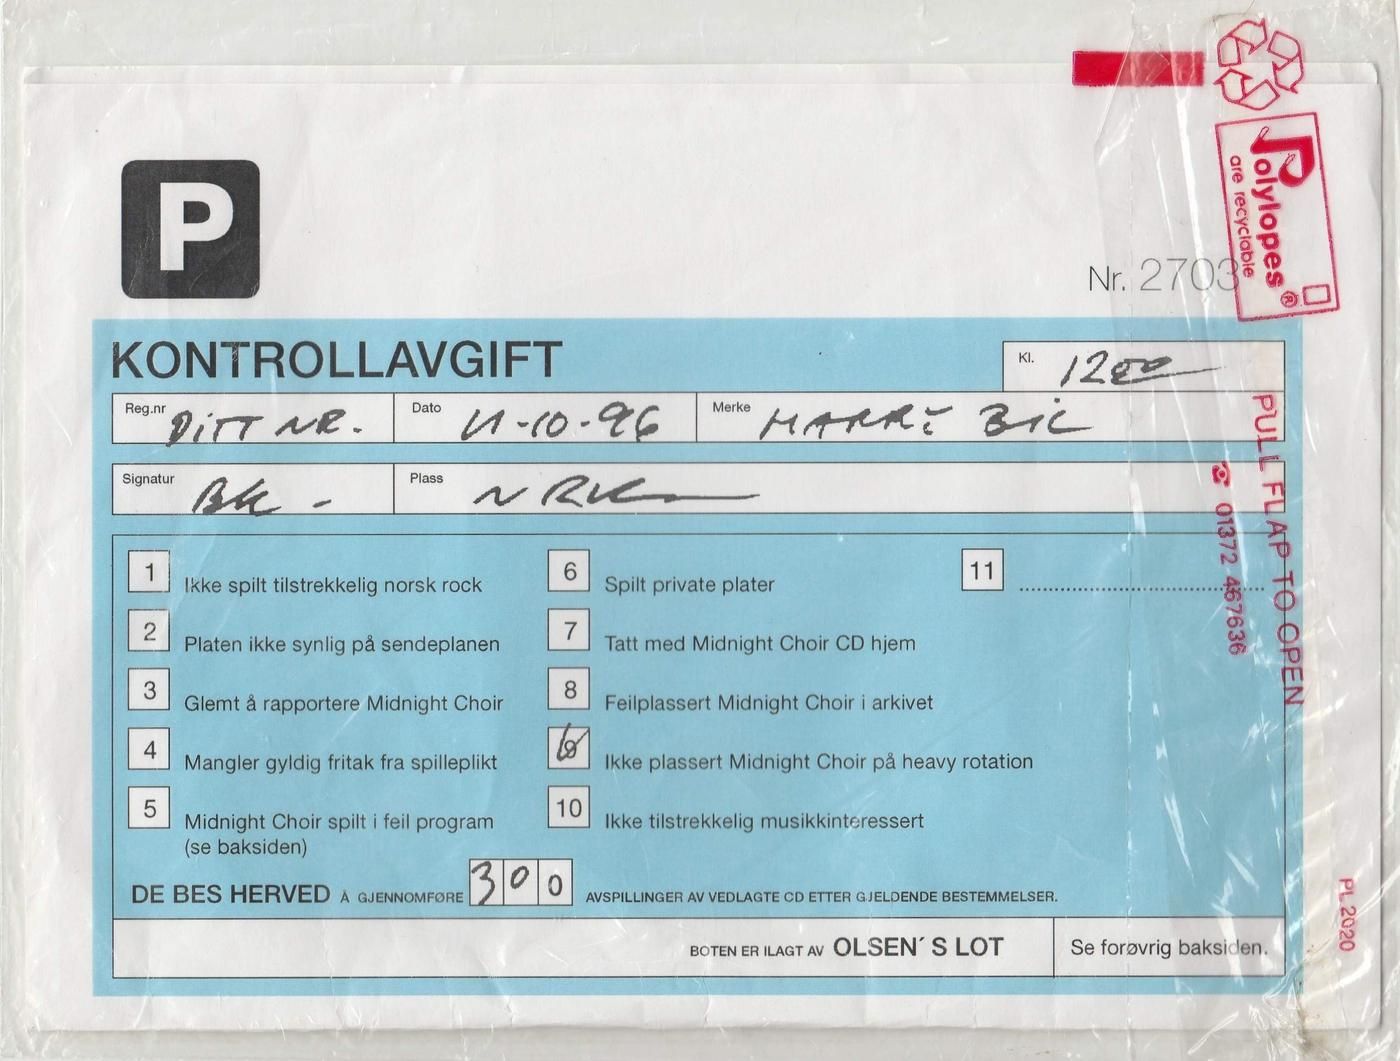 P
Polylopes®
are recyclable
Nr. 2703
KONTROLLAVGIFT
Kl. 1200
Reg.nr DITT NR. Dato 11-10-96 Merke HARRY BIL
Signatur BK - Plass NRK
PULL FLAP TO OPEN
☎ 01372 467636
1 Ikke spilt tilstrekkelig norsk rock
2 Platen ikke synlig på sendeplanen
3 Glemt å rapportere Midnight Choir
4 Mangler gyldig fritak fra spilleplikt
5 Midnight Choir spilt i feil program
(se baksiden)
6 Spilt private plater
7 Tatt med Midnight Choir CD hjem
8 Feilplassert Midnight Choir i arkivet
9 Ikke plassert Midnight Choir på heavy rotation
10 Ikke tilstrekkelig musikkinteressert
11
DE BES HERVED Å GJENNOMFØRE 300 AVSPILLINGER AV VEDLAGTE CD ETTER GJELDENDE BESTEMMELSER.
BOTEN ER ILAGT AV OLSEN´S LOT
Se forøvrig baksiden.
PL 2020